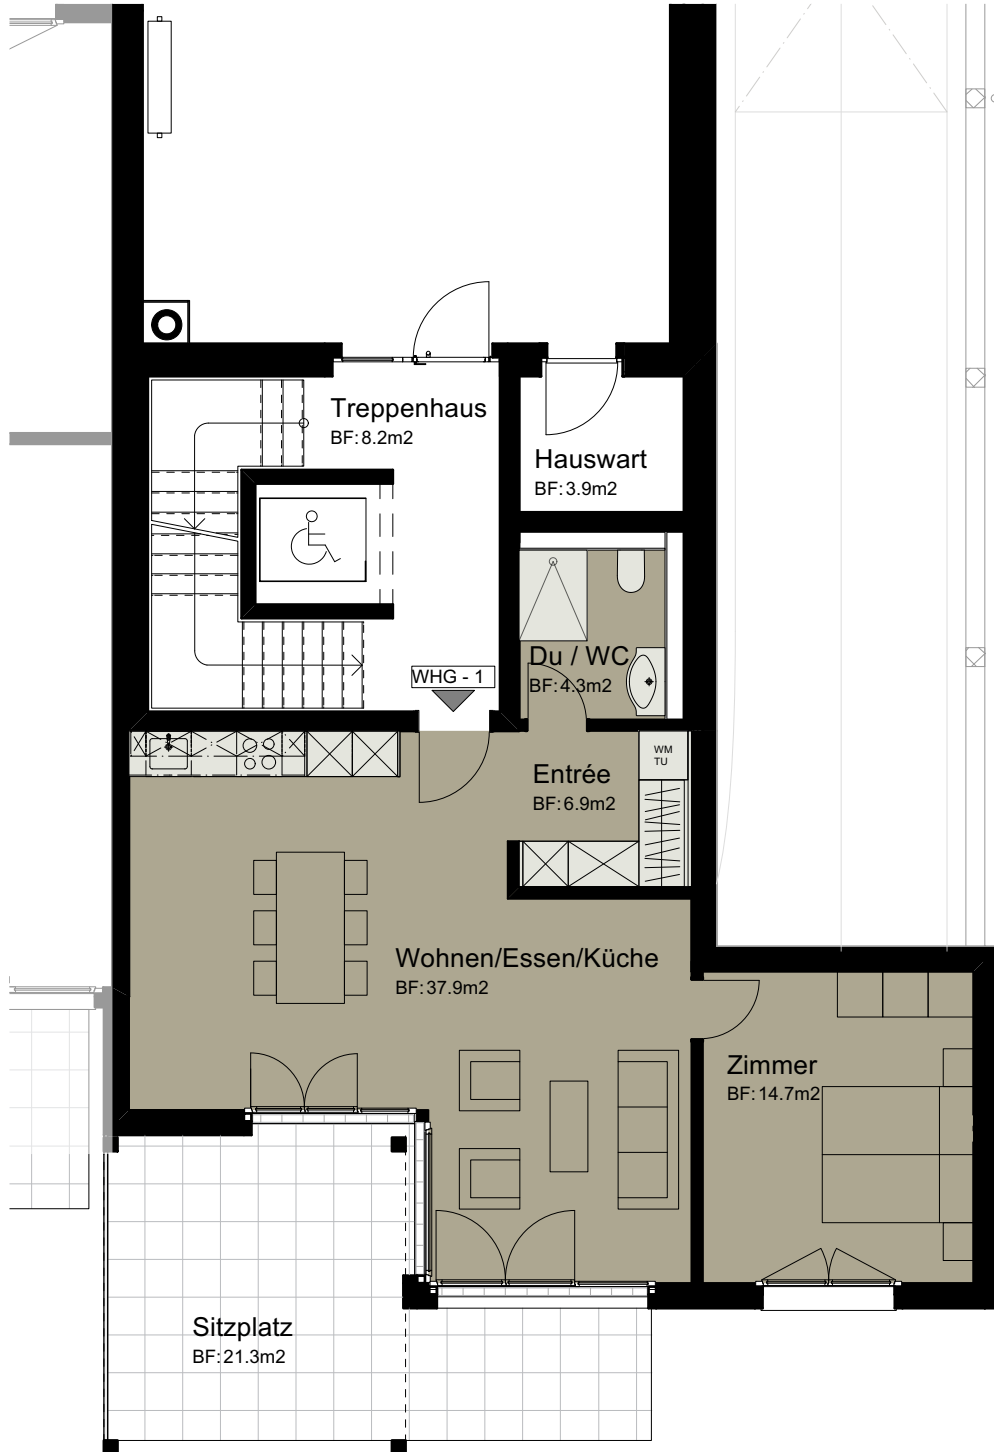 Treppenhaus
BF: 8.2m2
Hauswart
BF: 3.9m2
Du / WC
BF: 4.3m2
WHG - 1
WM
TU
Entrée
BF: 6.9m2
Wohnen/Essen/Küche
BF: 37.9m2
Zimmer
BF: 14.7m2
Sitzplatz
BF: 21.3m2